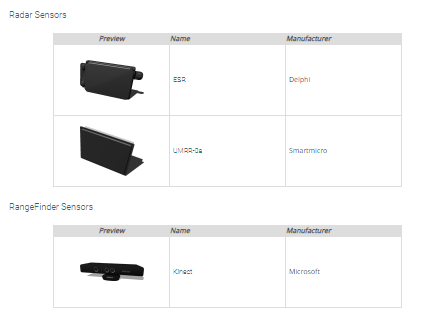 Radar Sensors
Preview Name Manufacturer
ESR Delphi
UMRR-0a Smartmicro
RangeFinder Sensors
Preview Name Manufacturer
Kinect Microsoft